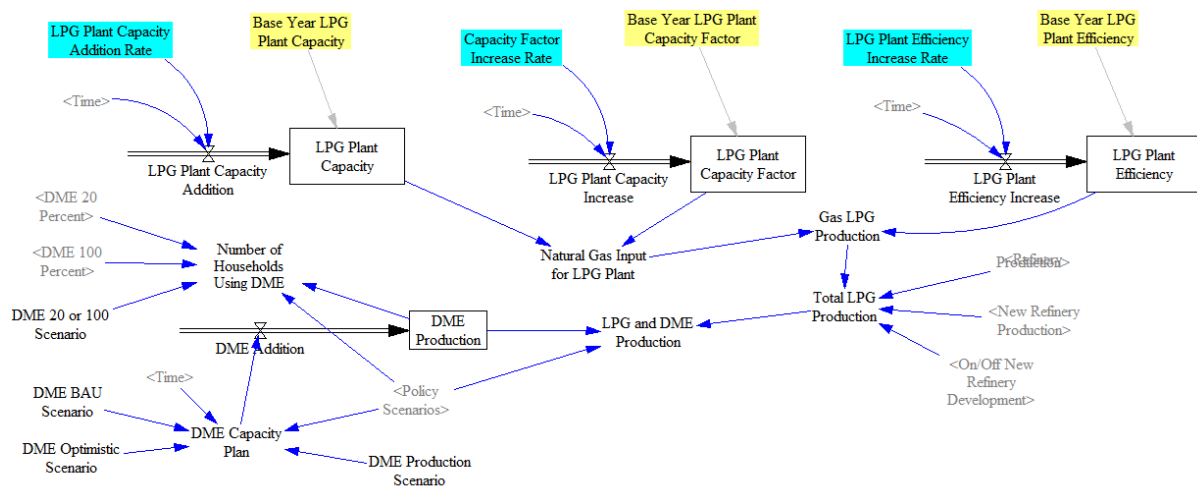 LPG Plant Capacity
Addition Rate
Base Year LPG
Plant Capacity
Capacity Factor
Increase Rate
Base Year LPG Plant
Capacity Factor
LPG Plant Efficiency
Increase Rate
Base Year LPG
Plant Efficiency
<Time>
<Time>
<Time>
LPG Plant
Capacity
LPG Plant
Capacity Factor
LPG Plant
Efficiency
LPG Plant Capacity
Addition
LPG Plant Capacity
Increase
LPG Plant
Efficiency Increase
<DME 20
Percent>
<DME 100
Percent>
DME 20 or 100
Scenario
Number of
Households
Using DME
Natural Gas Input
for LPG Plant
Gas LPG
Production
<Refinery
Production>
Total LPG
Production
<New Refinery
Production>
<On/Off New
Refinery
Development>
DME Addition
DME
Production
LPG and DME
Production
<Time>
<Policy
Scenarios>
DME BAU
Scenario
DME Optimistic
Scenario
DME Capacity
Plan
DME Production
Scenario